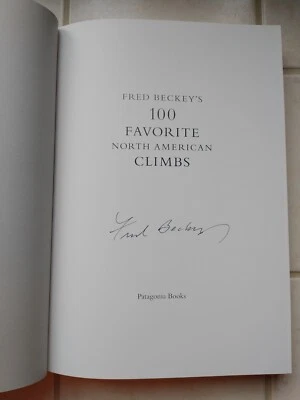 FRED BECKEY'S
100
FAVORITE
NORTH AMERICAN
CLIMBS
Fred Beckey
Patagonia Books